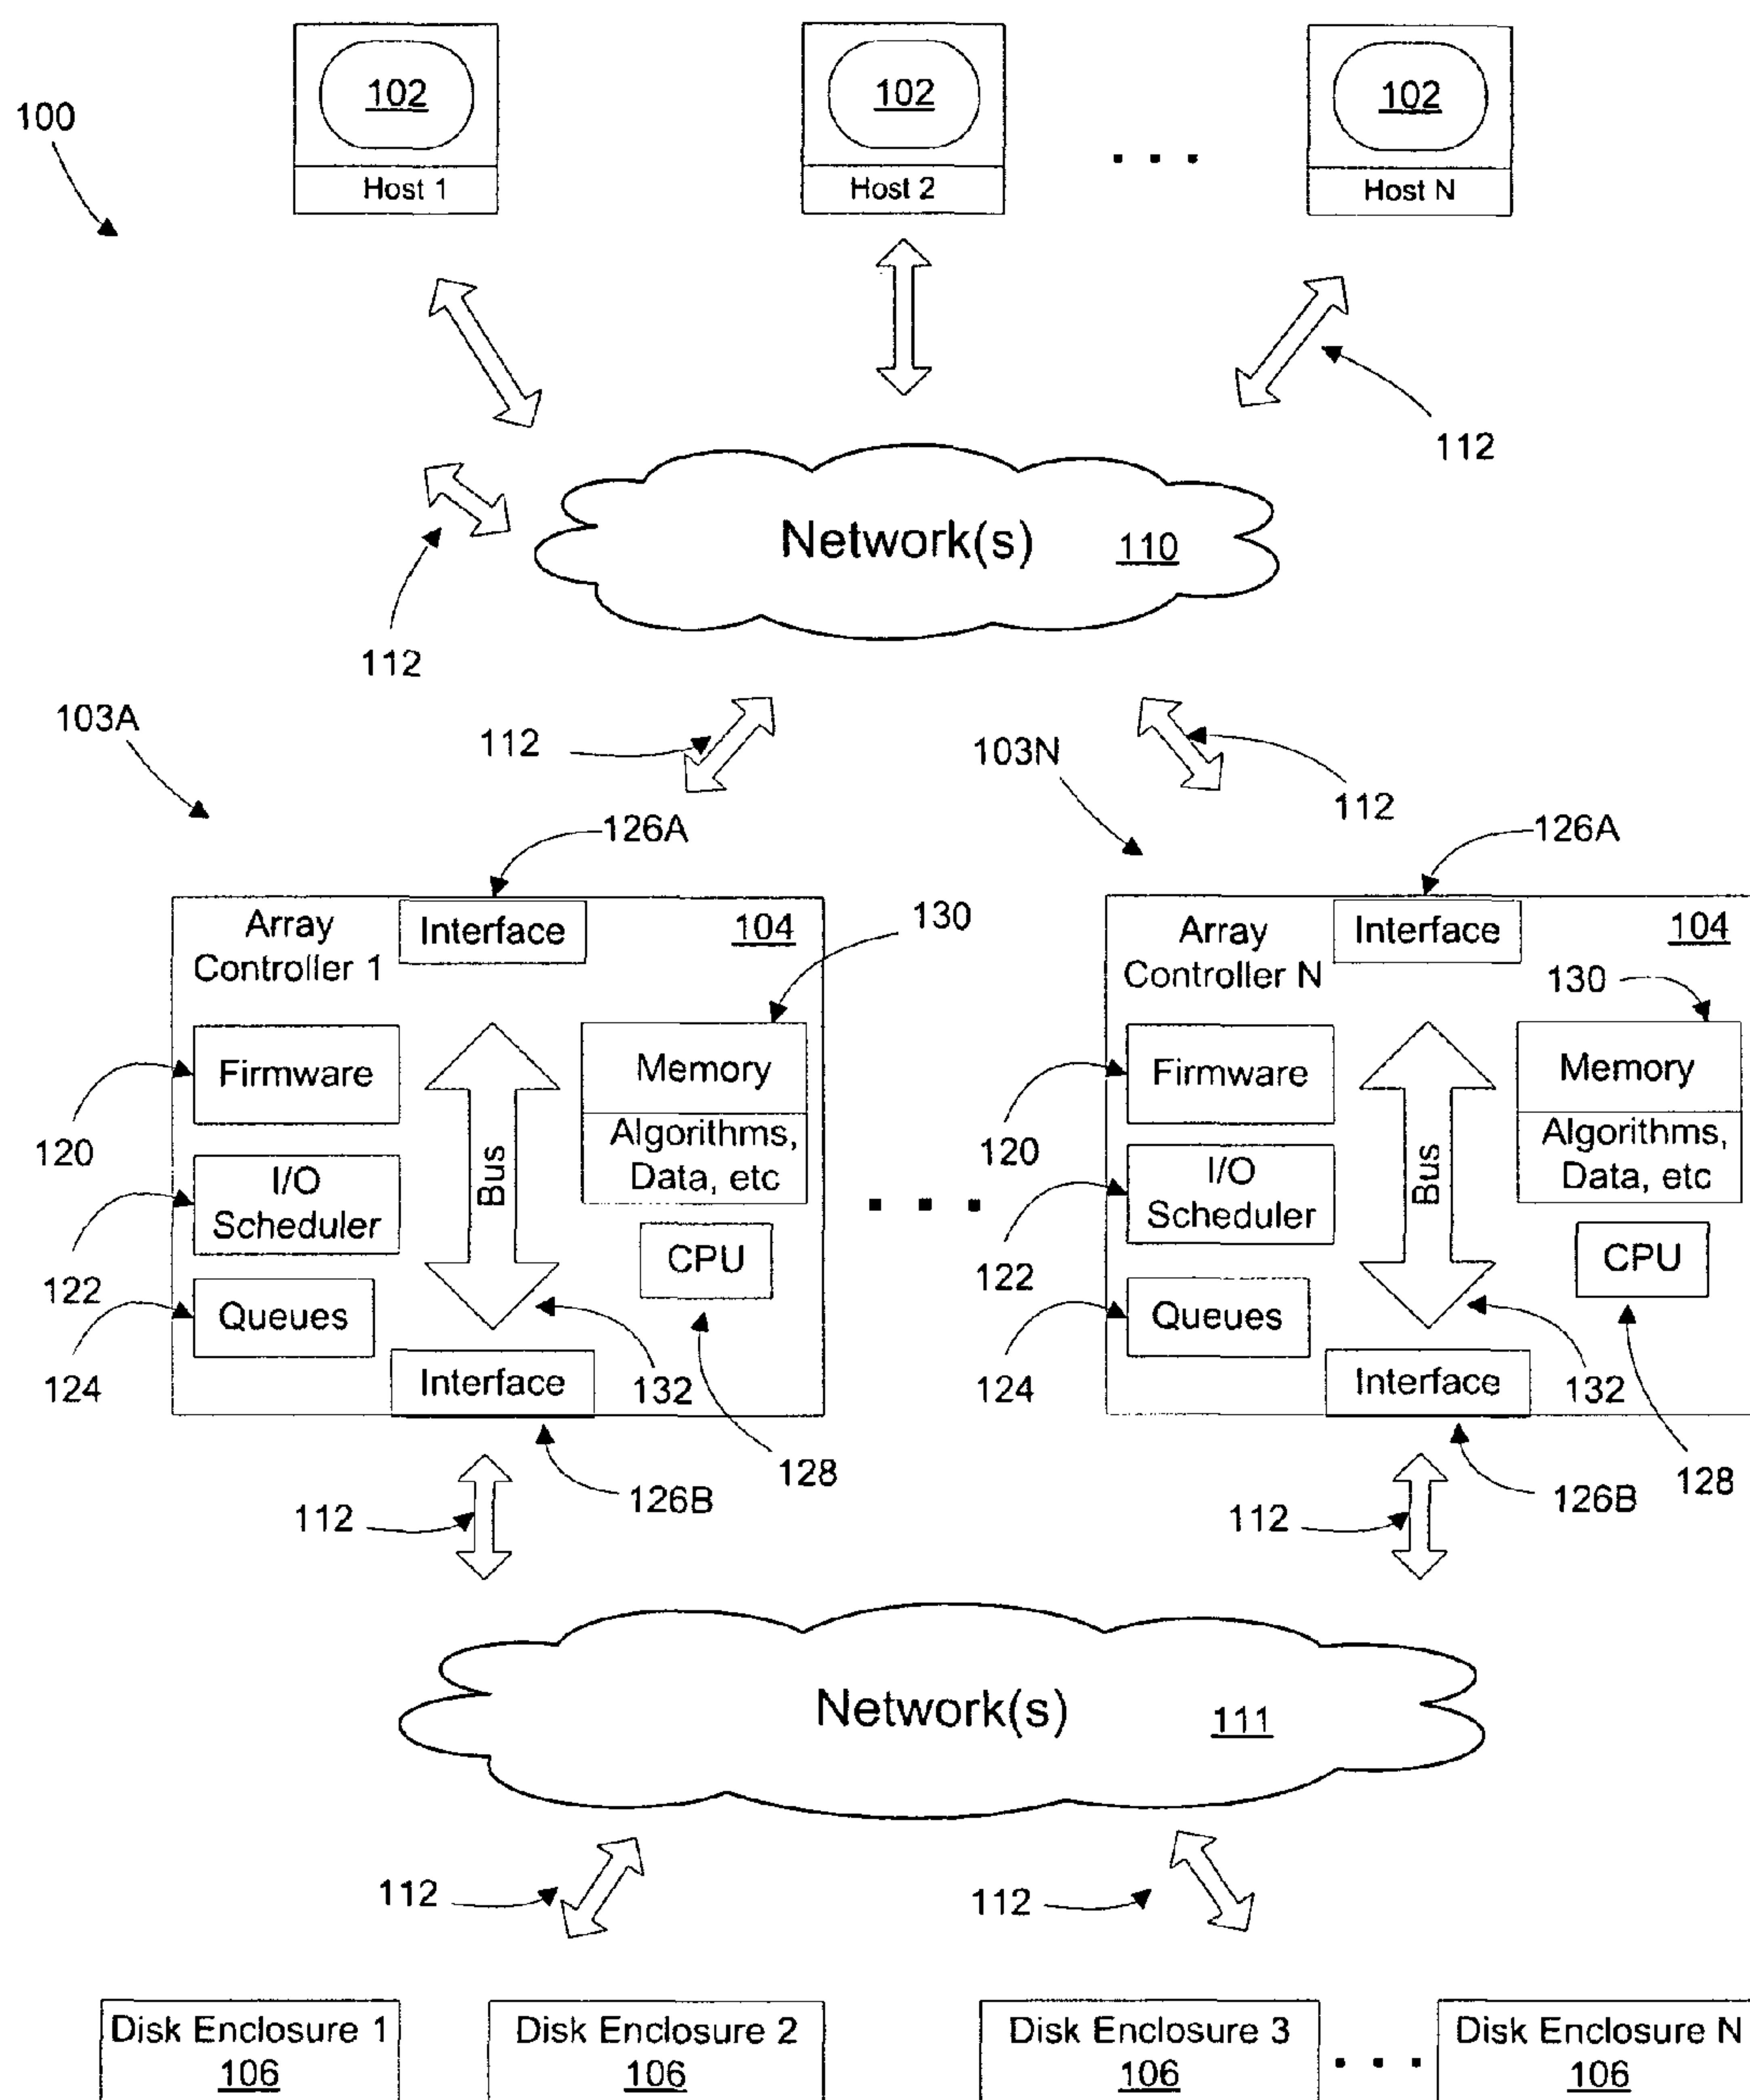 102
102
102
100
Host 1
Host 2
. . .
Host N
112
Network(s)
110
112
103A
112
103N
112
126A
126A
Array
Controller 1
Interface
104
130
Array
Controller N
Interface
104
130
Firmware
Memory
Firmware
Memory
120
Algorithms,
Data, etc
120
Algorithms,
Data, etc
I/O
Scheduler
Bus
. . .
I/O
Scheduler
Bus
122
CPU
122
CPU
Queues
Queues
124
Interface
132
124
Interface
132
128
128
126B
126B
112
112
Network(s)
111
112
112
Disk Enclosure 1
106
Disk Enclosure 2
106
Disk Enclosure 3
106
. . .
Disk Enclosure N
106